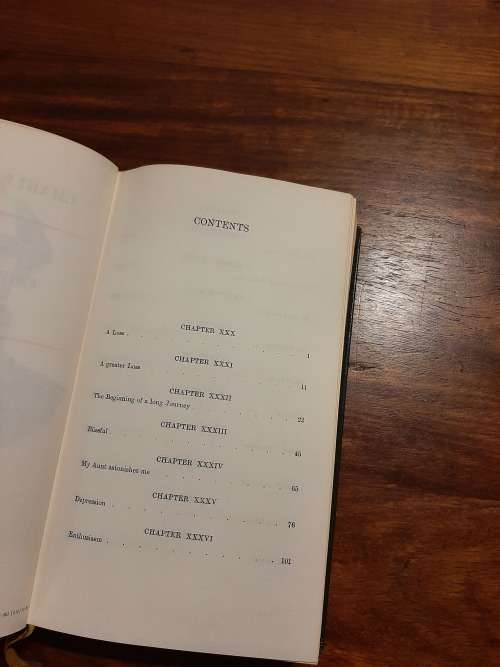 CONTENTS
CHAPTER XXX
A Loss . . . . . . . . . 1
CHAPTER XXXI
A greater Loss . . . . . . . . 11
CHAPTER XXXII
The Beginning of a long Journey . . . . . . 22
CHAPTER XXXIII
Blissful . . . . . . . . . 45
CHAPTER XXXIV
My Aunt astonishes me . . . . . . . 65
CHAPTER XXXV
Depression . . . . . . . . . 76
CHAPTER XXXVI
Enthusiasm . . . . . . . . . 101